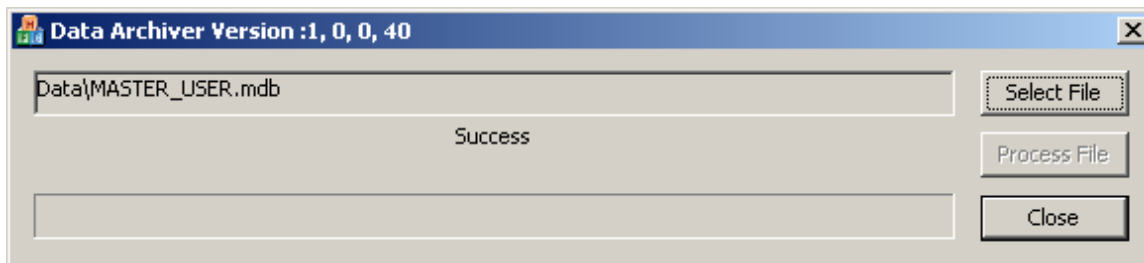 Data Archiver Version :1, 0, 0, 40
Data\MASTER_USER.mdb
Select File
Success
Process File
Close